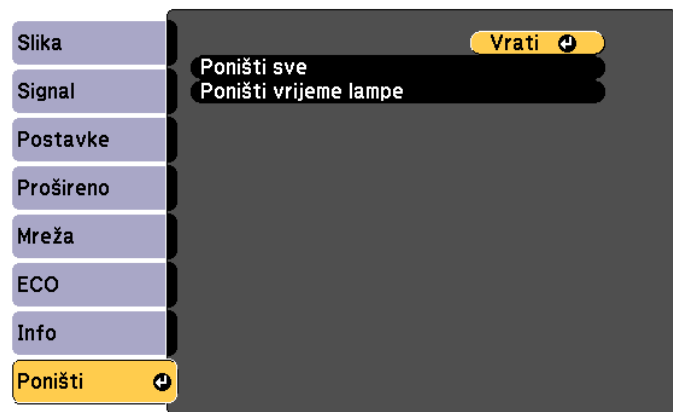 Slika
Signal
Postavke
Prošireno
Mreža
ECO
Info
Poništi
Vrati
Poništi sve
Poništi vrijeme lampe